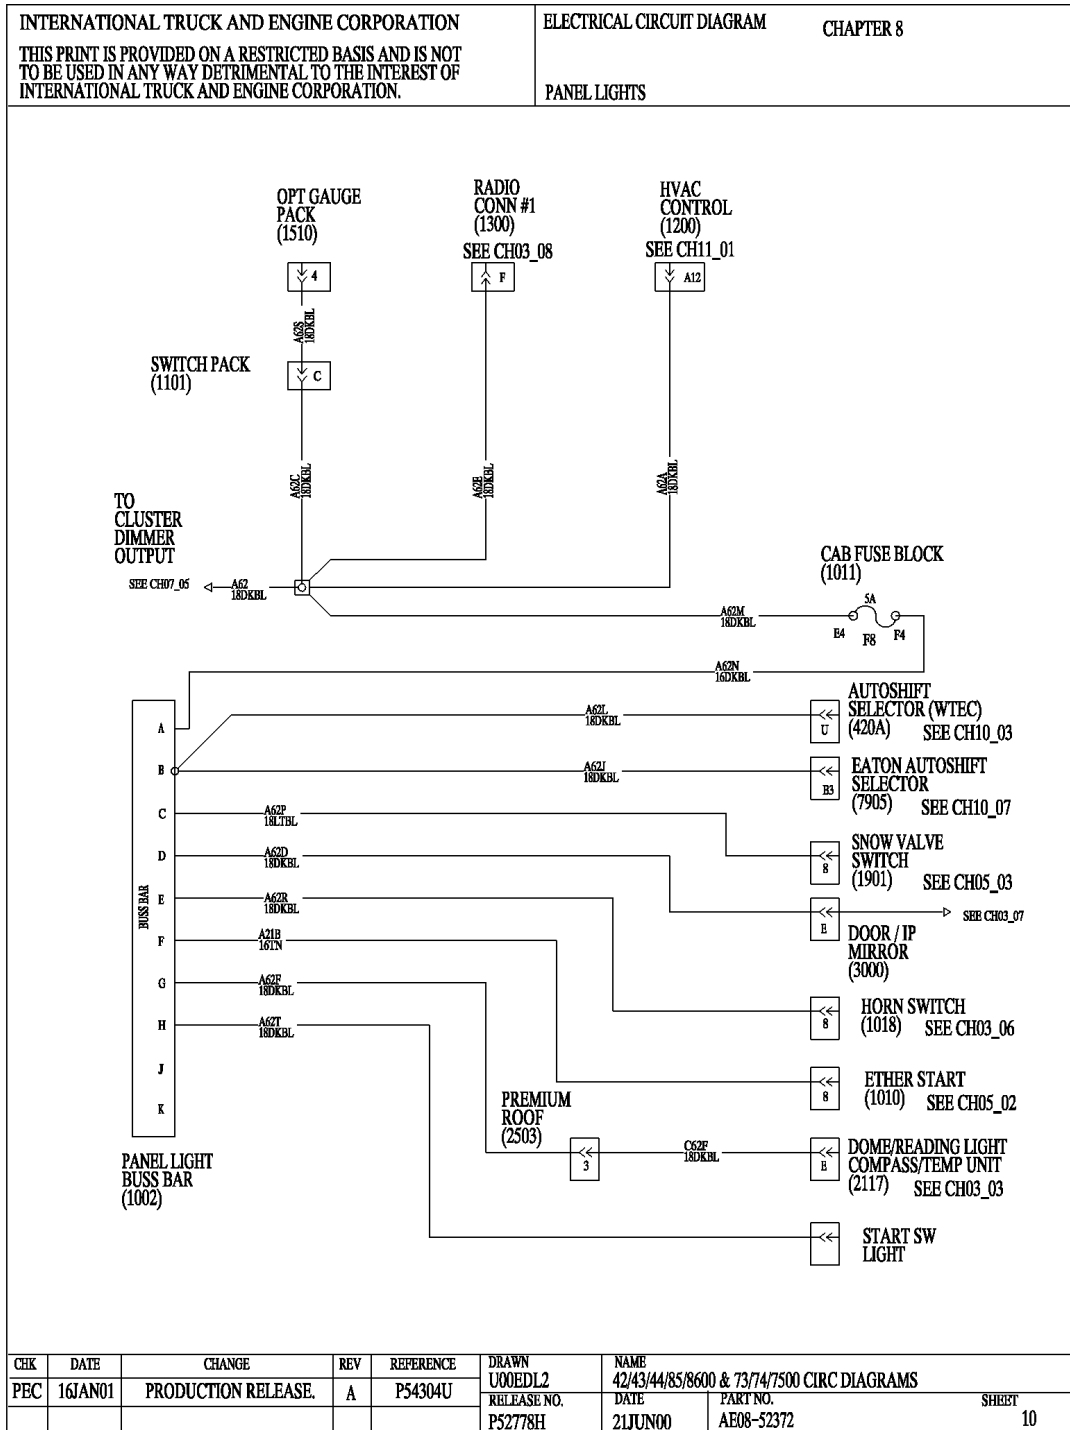 INTERNATIONAL TRUCK AND ENGINE CORPORATION
THIS PRINT IS PROVIDED ON A RESTRICTED BASIS AND IS NOT
TO BE USED IN ANY WAY DETRIMENTAL TO THE INTEREST OF
INTERNATIONAL TRUCK AND ENGINE CORPORATION.
ELECTRICAL CIRCUIT DIAGRAM
CHAPTER 8
PANEL LIGHTS
OPT GAUGE
PACK
(1510)
4
RADIO
CONN #1
(1300)
SEE CH03_08
F
HVAC
CONTROL
(1200)
SEE CH11_01
A12
A62S
18DKBL
SWITCH PACK
(1101)
C
A62C
18DKBL
A62E
18DKBL
A62A
18DKBL
TO
CLUSTER
DIMMER
OUTPUT
SEE CH07_05
A62
18DKBL
CAB FUSE BLOCK
(1011)
5A
E4
F8
F4
A62M
18DKBL
A62N
16DKBL
BUSS BAR
A
B
C
D
E
F
G
H
J
K
PANEL LIGHT
BUSS BAR
(1002)
A62L
18DKBL
U
AUTOSHIFT
SELECTOR (WTEC)
(420A) SEE CH10_03
A62J
18DKBL
B3
EATON AUTOSHIFT
SELECTOR
(7905) SEE CH10_07
A62P
18LTBL
8
SNOW VALVE
SWITCH
(1901) SEE CH05_03
A62D
18DKBL
E
SEE CH03_07
DOOR / IP
MIRROR
(3000)
A62R
18DKBL
8
HORN SWITCH
(1018) SEE CH03_06
A21B
16TN
8
ETHER START
(1010) SEE CH05_02
A62F
18DKBL
PREMIUM
ROOF
(2503)
3
C62F
18DKBL
E
DOME/READING LIGHT
COMPASS/TEMP UNIT
(2117) SEE CH03_03
A62T
18DKBL
START SW
LIGHT
CHK DATE CHANGE REV REFERENCE
PEC 16JAN01 PRODUCTION RELEASE. A P54304U
DRAWN
U00EDL2
NAME
42/43/44/85/8600 & 73/74/7500 CIRC DIAGRAMS
RELEASE NO.
P52778H
DATE
21JUN00
PART NO.
AE08-52372
SHEET
10